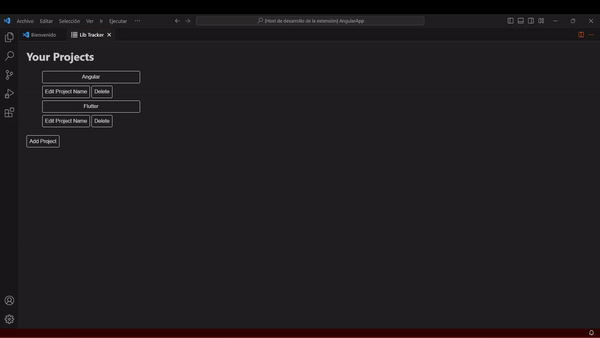 Archivo Editar Selección Ver Ir Ejecutar ···
[Host de desarrollo de la extensión] AngularApp
Bienvenido
Lib Tracker
Your Projects
Angular
Edit Project Name
Delete
Flutter
Edit Project Name
Delete
Add Project